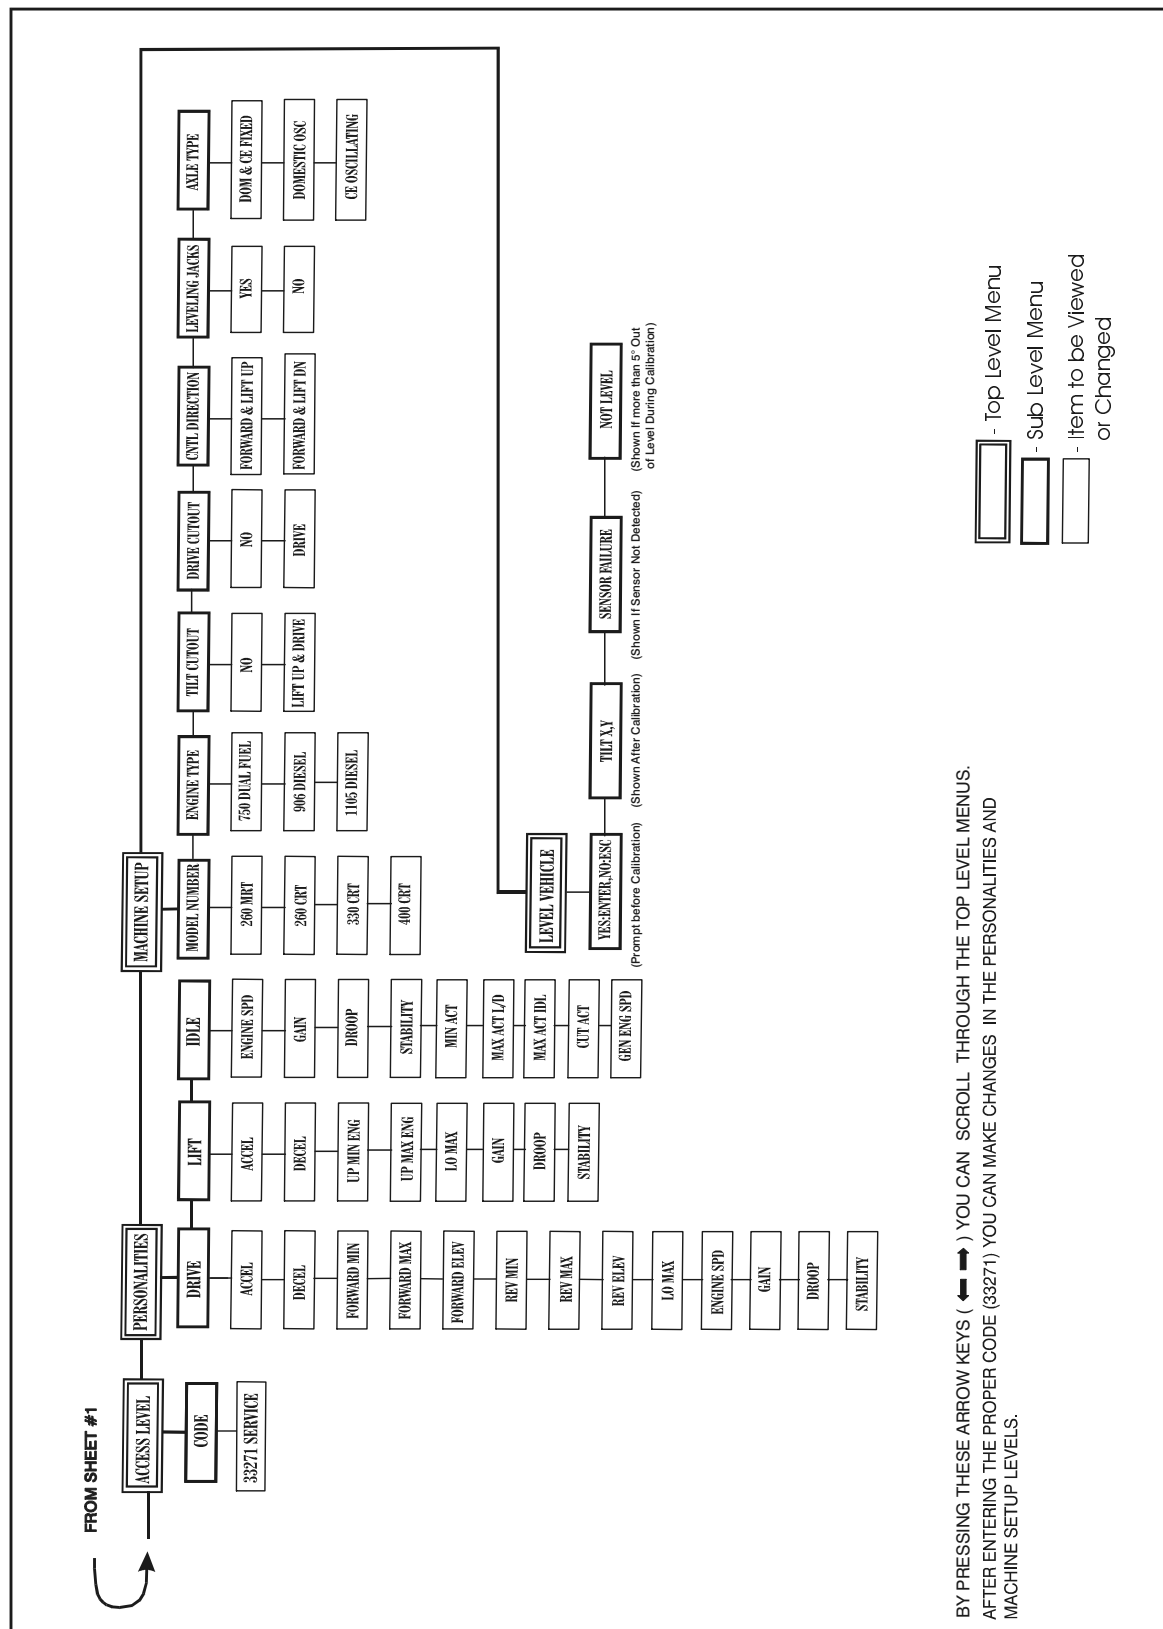 FROM SHEET #1
ACCESS LEVEL
CODE
33271 SERVICE
PERSONALITIES
DRIVE
ACCEL
DECEL
FORWARD MIN
FORWARD MAX
FORWARD ELEV
REV MIN
REV MAX
REV ELEV
LO MAX
ENGINE SPD
GAIN
DROOP
STABILITY
LIFT
ACCEL
DECEL
UP MIN ENG
UP MAX ENG
LO MAX
GAIN
DROOP
STABILITY
IDLE
ENGINE SPD
GAIN
DROOP
STABILITY
MIN ACT
MAX ACT L/D
MAX ACT IDL
CUT ACT
GEN ENG SPD
MACHINE SETUP
MODEL NUMBER
260 MRT
260 CRT
330 CRT
400 CRT
ENGINE TYPE
750 DUAL FUEL
906 DIESEL
1105 DIESEL
TILT CUTOUT
NO
LIFT UP & DRIVE
DRIVE CUTOUT
NO
DRIVE
CNTL DIRECTION
FORWARD & LIFT UP
FORWARD & LIFT DN
LEVELING JACKS
YES
NO
AXLE TYPE
DOM & CE FIXED
DOMESTIC OSC
CE OSCILLATING
LEVEL VEHICLE
YES:ENTER,NO:ESC
(Prompt before Calibration)
TILT X,Y
(Shown After Calibration)
SENSOR FAILURE
(Shown If Sensor Not Detected)
NOT LEVEL
(Shown If more than 5° Out
of Level During Calibration)
BY PRESSING THESE ARROW KEYS ( ⬅ ➡ ) YOU CAN SCROLL THROUGH THE TOP LEVEL MENUS.
AFTER ENTERING THE PROPER CODE (33271) YOU CAN MAKE CHANGES IN THE PERSONALITIES AND
MACHINE SETUP LEVELS.
- Top Level Menu
- Sub Level Menu
- Item to be Viewed
or Changed